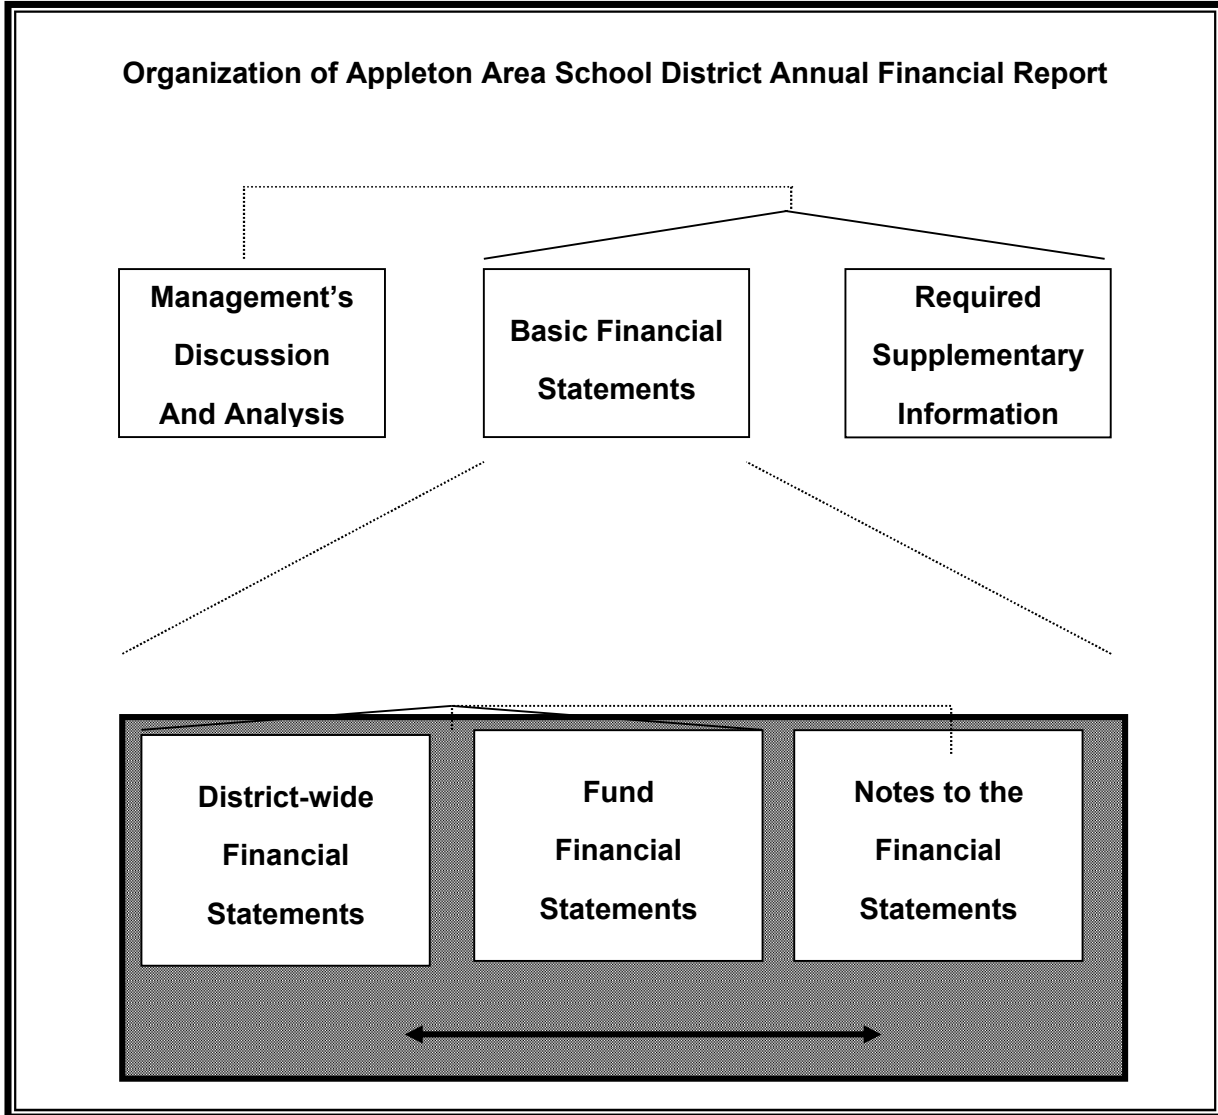 Organization of Appleton Area School District Annual Financial Report
Management’s
Discussion
And Analysis
Basic Financial
Statements
Required
Supplementary
Information
District-wide
Financial
Statements
Fund
Financial
Statements
Notes to the
Financial
Statements